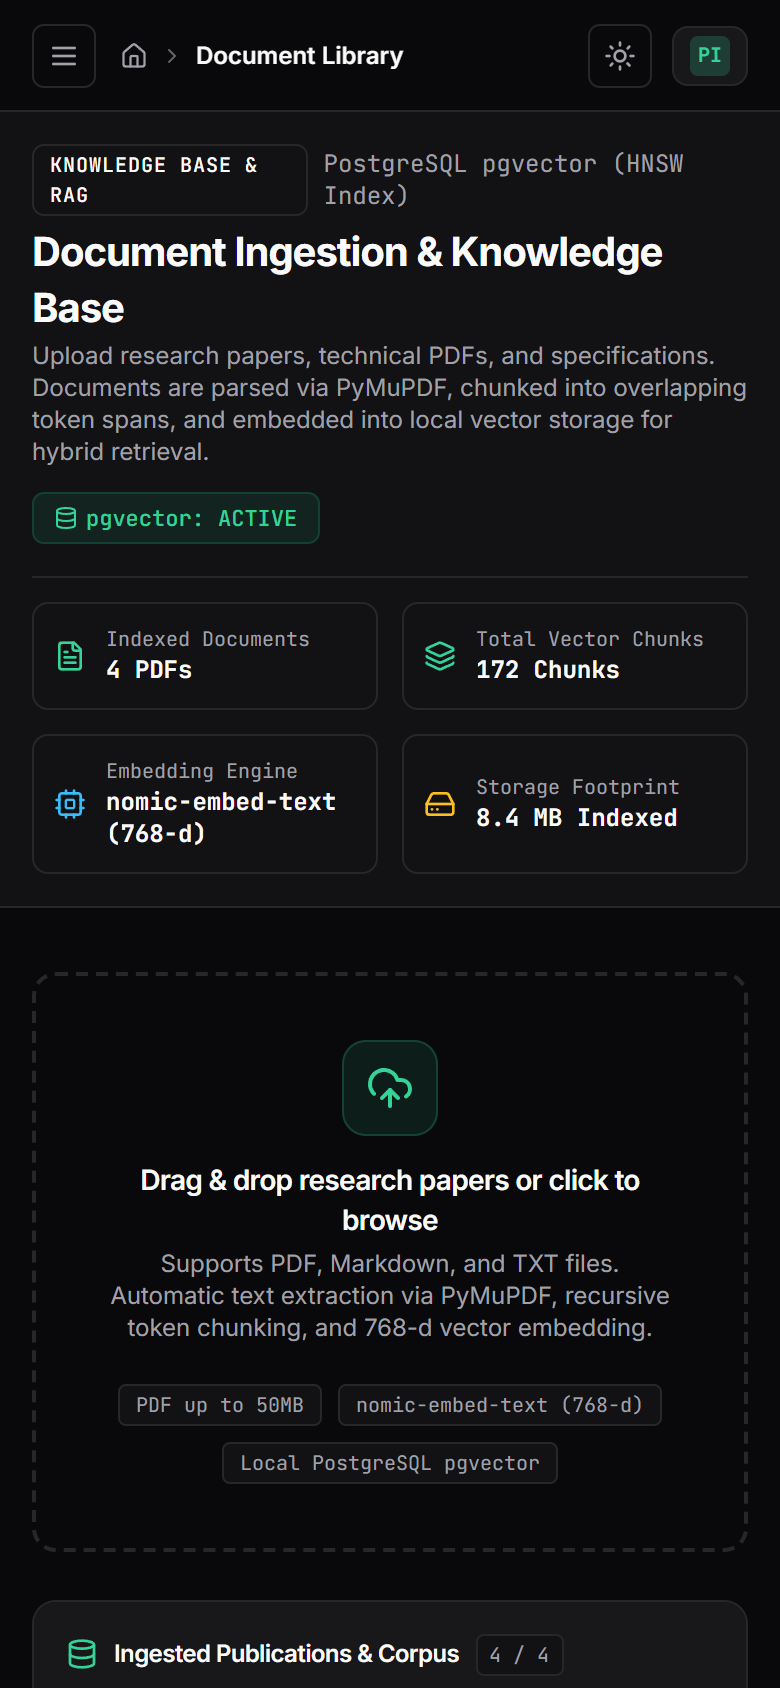 Document Library
PI
KNOWLEDGE BASE &
RAG
PostgreSQL pgvector (HNSW
Index)
Document Ingestion & Knowledge
Base
Upload research papers, technical PDFs, and specifications.
Documents are parsed via PyMuPDF, chunked into overlapping
token spans, and embedded into local vector storage for
hybrid retrieval.
pgvector: ACTIVE
Indexed Documents
4 PDFs
Total Vector Chunks
172 Chunks
Embedding Engine
nomic-embed-text
(768-d)
Storage Footprint
8.4 MB Indexed
Drag & drop research papers or click to
browse
Supports PDF, Markdown, and TXT files.
Automatic text extraction via PyMuPDF, recursive
token chunking, and 768-d vector embedding.
PDF up to 50MB
nomic-embed-text (768-d)
Local PostgreSQL pgvector
Ingested Publications & Corpus
4 / 4